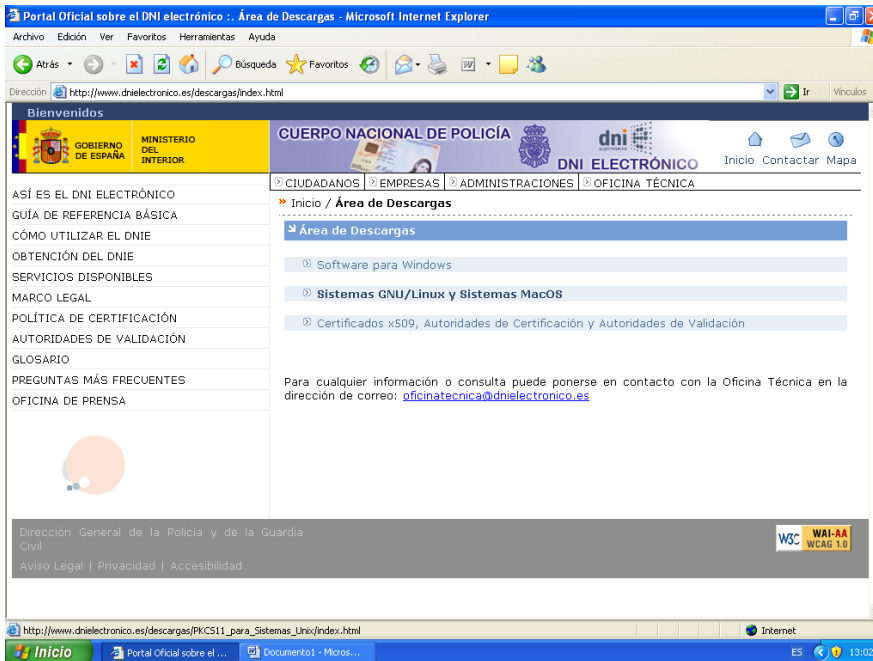 Portal Oficial sobre el DNI electrónico :. Área de Descargas - Microsoft Internet Explorer
Archivo Edición Ver Favoritos Herramientas Ayuda
Atrás Búsqueda Favoritos
Dirección http://www.dnielectronico.es/descargas/index.html Ir Vínculos
Bienvenidos
GOBIERNO DE ESPAÑA
MINISTERIO DEL INTERIOR
CUERPO NACIONAL DE POLICÍA
dni
DNI ELECTRÓNICO
Inicio Contactar Mapa
CIUDADANOS EMPRESAS ADMINISTRACIONES OFICINA TÉCNICA
ASÍ ES EL DNI ELECTRÓNICO
GUÍA DE REFERENCIA BÁSICA
CÓMO UTILIZAR EL DNIE
OBTENCIÓN DEL DNIE
SERVICIOS DISPONIBLES
MARCO LEGAL
POLÍTICA DE CERTIFICACIÓN
AUTORIDADES DE VALIDACIÓN
GLOSARIO
PREGUNTAS MÁS FRECUENTES
OFICINA DE PRENSA
Inicio / Área de Descargas
Área de Descargas
Software para Windows
Sistemas GNU/Linux y Sistemas MacOS
Certificados x509, Autoridades de Certificación y Autoridades de Validación
Para cualquier información o consulta puede ponerse en contacto con la Oficina Técnica en la
dirección de correo: oficinatecnica@dnielectronico.es
Dirección General de la Policía y de la Guardia
Civil
Aviso Legal | Privacidad | Accesibilidad
W3C WAI-AA
WCAG 1.0
http://www.dnielectronico.es/descargas/PKCS11_para_Sistemas_Unix/index.html Internet
Inicio Portal Oficial sobre el ... Documento1 - Micros... ES 13:02